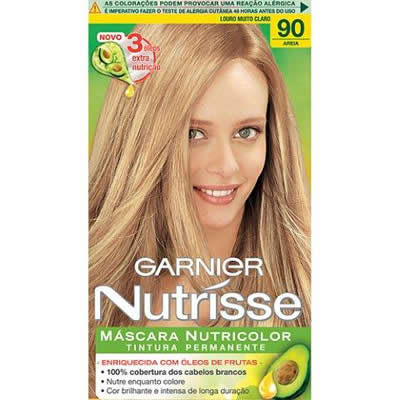 AS COLORAÇÕES PODEM PROVOCAR UMA REAÇÃO ALÉRGICA
É IMPERATIVO FAZER O TESTE DE ALERGIA CUTÂNEA 48 HORAS ANTES DO USO
LOURO MUITO CLARO
90
AREIA
NOVO
3 óleos
extra
nutrição
GARNIER
Nutrisse
MÁSCARA NUTRICOLOR
TINTURA PERMANENTE
ENRIQUECIDA COM ÓLEOS DE FRUTAS
• 100% cobertura dos cabelos brancos
• Nutre enquanto colore
• Cor brilhante e intensa de longa duração